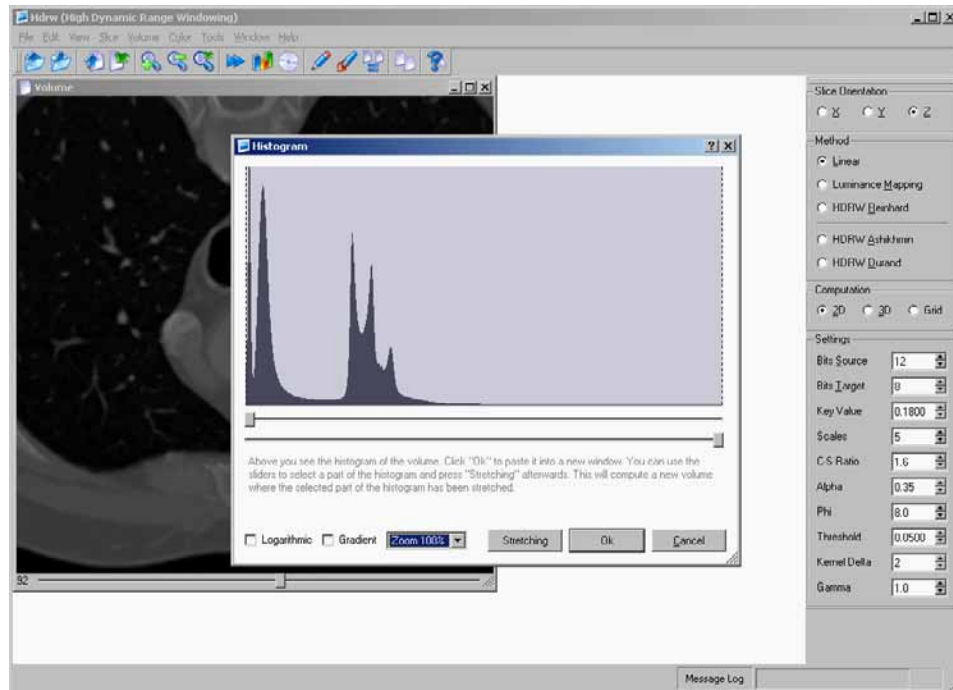 Hdrw (High Dynamic Range Windowing)
File Edit View Slice Volume Color Tools Window Help
Volume
Histogram
Above you see the histogram of the volume. Click "Ok" to paste it into a new window. You can use the
sliders to select a part of the histogram and press "Stretching" afterwards. This will compute a new volume
where the selected part of the histogram has been stretched.
Logarithmic Gradient Zoom 100% Stretching Ok Cancel
92
Slice Orientation
X Y Z
Method
Linear
Luminance Mapping
HDRW Reinhard
HDRW Ashikhmin
HDRW Durand
Computation
2D 3D Grid
Settings
Bits Source 12
Bits Target 8
Key Value 0.1800
Scales 5
C-S Ratio 1.6
Alpha 0.35
Phi 8.0
Threshold 0.0500
Kernel Delta 2
Gamma 1.0
Message Log